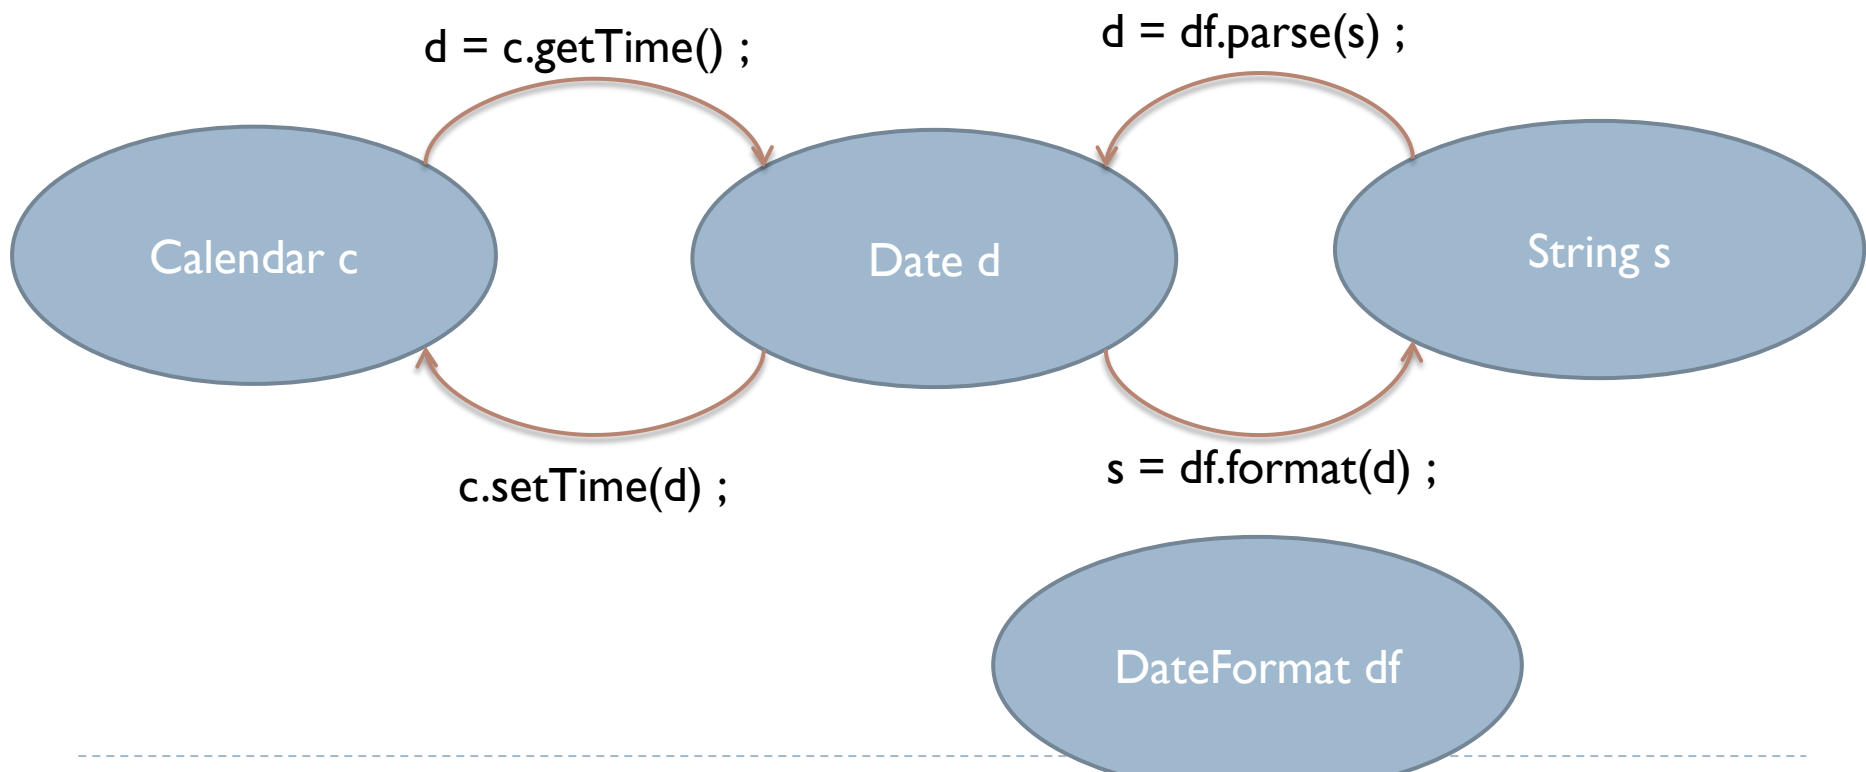 d = c.getTime() ;
d = df.parse(s) ;
Calendar c
Date d
String s
c.setTime(d) ;
s = df.format(d) ;
DateFormat df